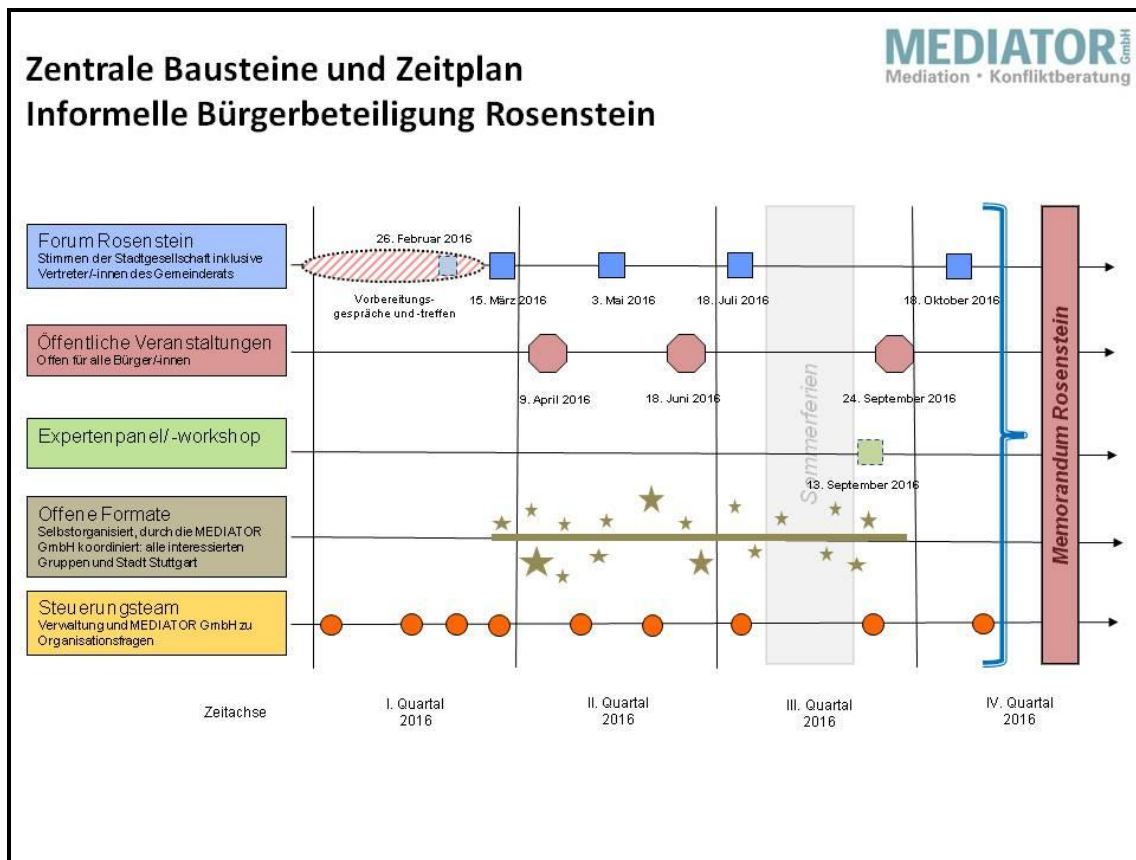 Zentrale Bausteine und Zeitplan
Informelle Bürgerbeteiligung Rosenstein
MEDIATOR GmbH
Mediation • Konfliktberatung
Forum Rosenstein
Stimmen der Stadtgesellschaft inklusive
Vertreter/-innen des Gemeinderats
26. Februar 2016
Vorbereitungs-
gespräche und -treffen
15. März 2016
3. Mai 2016
18. Juli 2016
18. Oktober 2016
Öffentliche Veranstaltungen
Offen für alle Bürger/-innen
9. April 2016
18. Juni 2016
24. September 2016
Expertenpanel/-workshop
13. September 2016
Sommerferien
Offene Formate
Selbstorganisiert, durch die MEDIATOR
GmbH koordiniert: alle interessierten
Gruppen und Stadt Stuttgart
Steuerungsteam
Verwaltung und MEDIATOR GmbH zu
Organisationsfragen
Memorandum Rosenstein
Zeitachse
I. Quartal
2016
II. Quartal
2016
III. Quartal
2016
IV. Quartal
2016